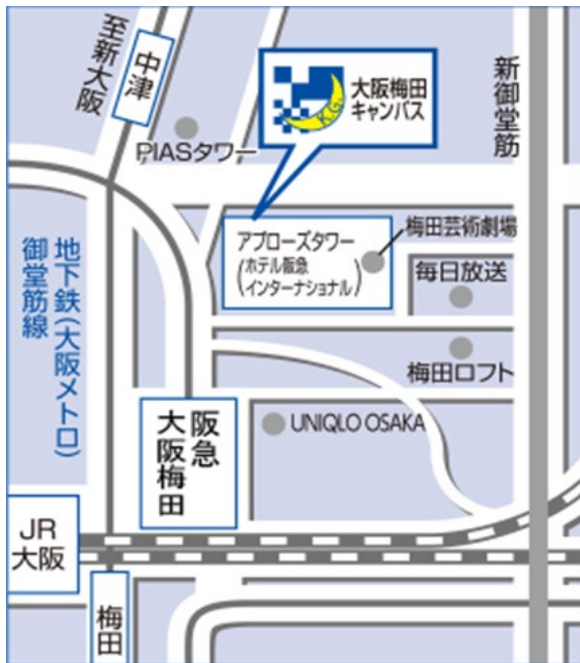 至新大阪
中津
PIASタワー
K.G.
大阪梅田
キャンパス
新御堂筋
アプローズタワー
(ホテル阪急
インターナショナル)
梅田芸術劇場
毎日放送
梅田ロフト
地下鉄(大阪メトロ)
御堂筋線
阪急
大阪梅田
UNIQLO OSAKA
JR
大阪
梅田